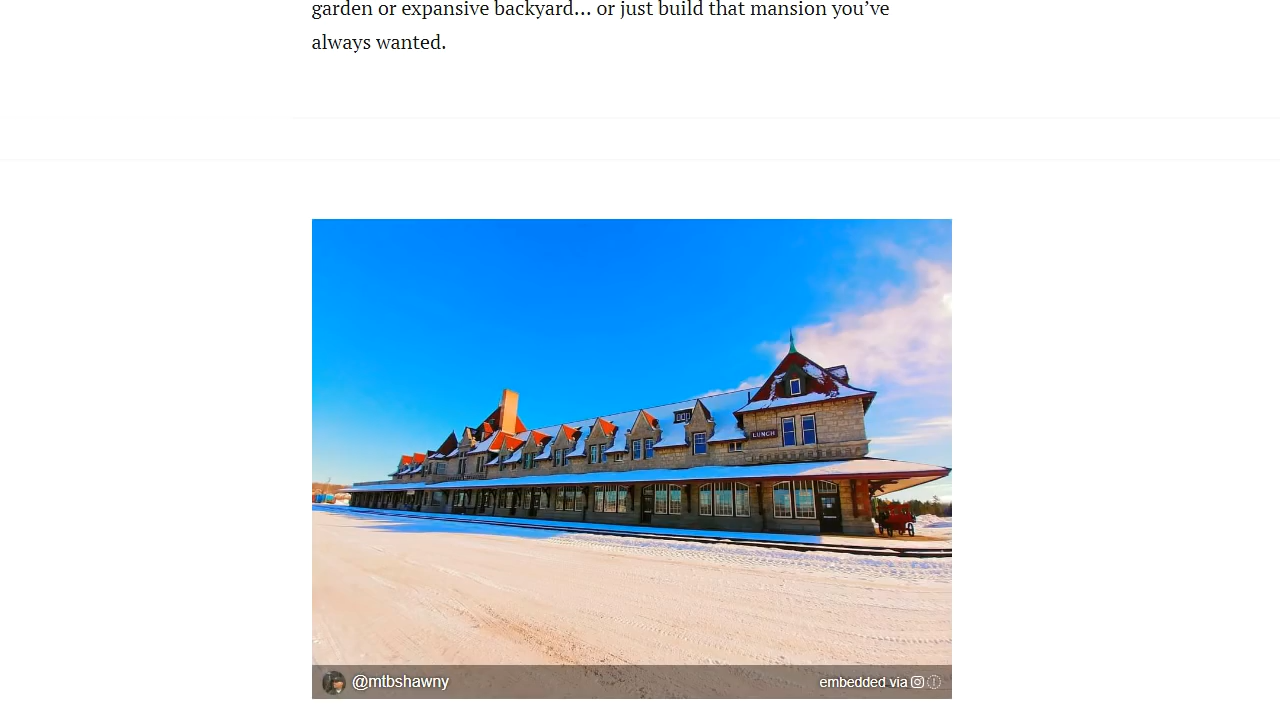 garden or expansive backyard… or just build that mansion you’ve
always wanted.
LUNCH
@mtbshawny
embedded via